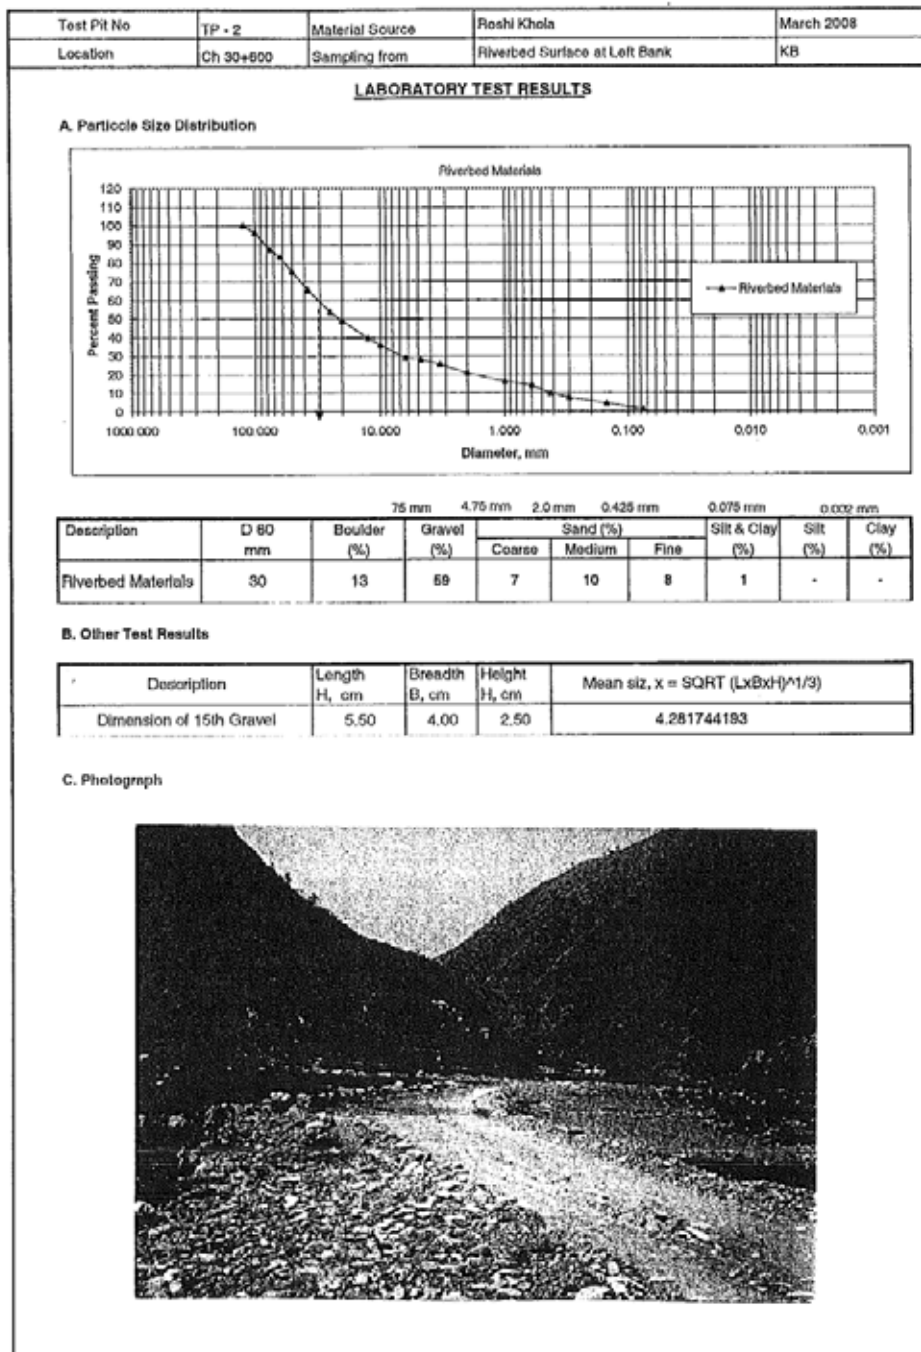 Test Pit No TP - 2 Material Source Roshi Khola March 2008
Location Ch 30+600 Sampling from Riverbed Surface at Left Bank KB
LABORATORY TEST RESULTS
A. Particcle Size Distribution
Riverbed Materials
120
110
100
90
80
70
60
50
40
30
20
10
0
Percent Passing
Riverbed Materials
1000.000 100.000 10.000 1.000 0.100 0.010 0.001
Diameter, mm
75 mm 4.75 mm 2.0 mm 0.425 mm 0.075 mm 0.002 mm
Description D 60 Boulder Gravel Sand (%) Silt & Clay Silt Clay
mm (%) (%) Coarse Medium Fine (%) (%) (%)
Riverbed Materials 30 13 59 7 10 8 1 - -
B. Other Test Results
Description Length Breadth Height Mean siz, x = SQRT (LxBxH)^1/3)
H, cm B, cm H, cm
Dimension of 15th Gravel 5.50 4.00 2.50 4.281744193
C. Photograph